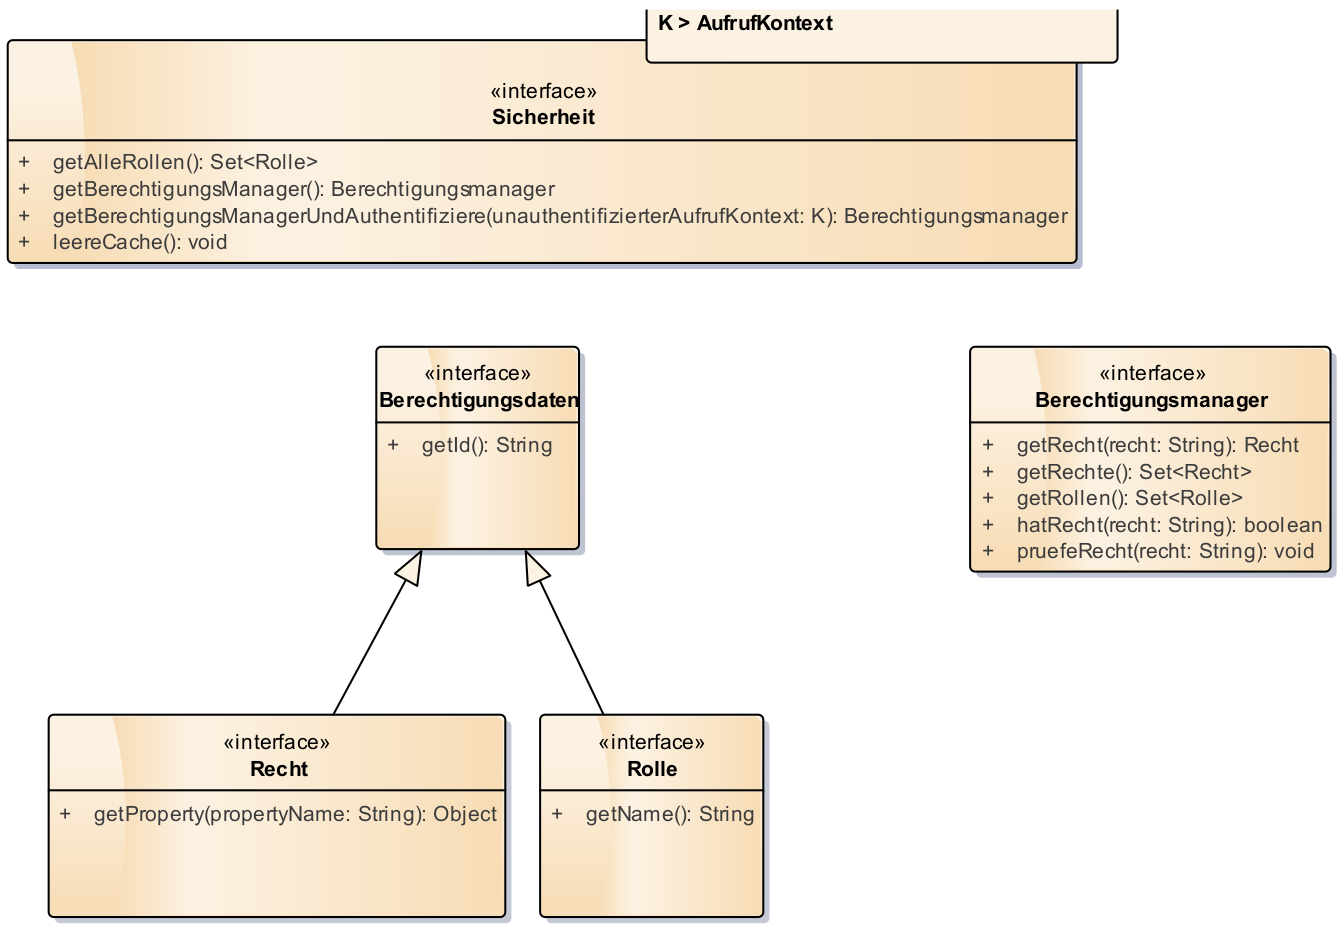 K > AufrufKontext
«interface»
Sicherheit
+ getAlleRollen(): Set<Rolle>
+ getBerechtigungsManager(): Berechtigungsmanager
+ getBerechtigungsManagerUndAuthentifiziere(unauthentifizierterAufrufKontext: K): Berechtigungsmanager
+ leereCache(): void
«interface»
Berechtigungsdaten
+ getId(): String
«interface»
Berechtigungsmanager
+ getRecht(recht: String): Recht
+ getRechte(): Set<Recht>
+ getRollen(): Set<Rolle>
+ hatRecht(recht: String): boolean
+ pruefeRecht(recht: String): void
«interface»
Recht
+ getProperty(propertyName: String): Object
«interface»
Rolle
+ getName(): String